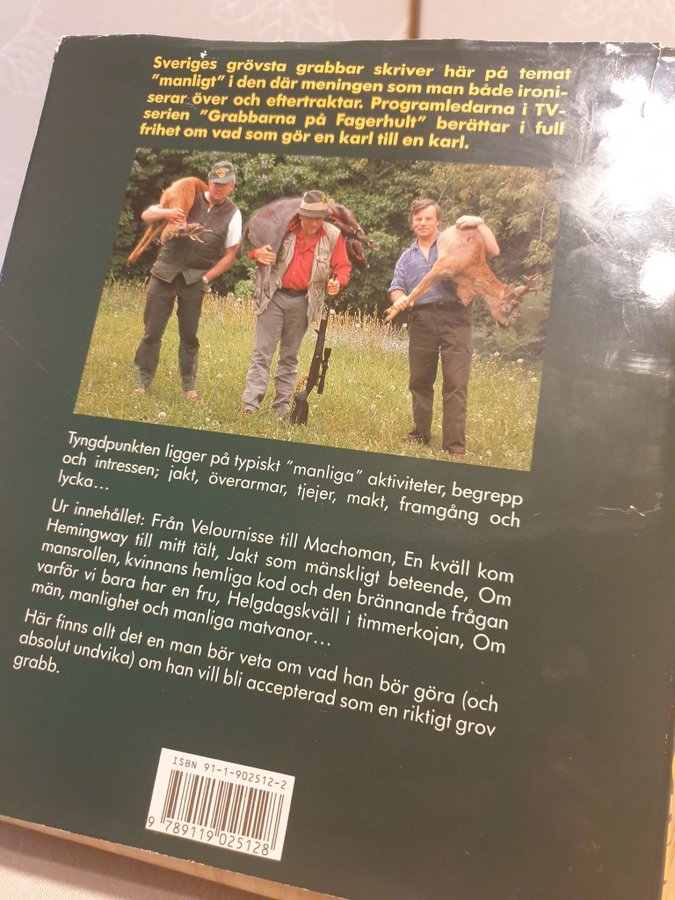 Sveriges grövsta grabbar skriver här på temat
"manligt" i den där meningen som man både ironi-
serar över och eftertraktar. Programledarna i TV-
serien "Grabbarna på Fagerhult" berättar i full
frihet om vad som gör en karl till en karl.
Tyngdpunkten ligger på typiskt "manliga" aktiviteter, begrepp
och intressen; jakt, överarmar, tjejer, makt, framgång och
lycka...
Ur innehållet: Från Velournisse till Machoman, En kväll kom
Hemingway till mitt tält, Jakt som mänskligt beteende, Om
mansrollen, kvinnans hemliga kod och den brännande frågan
varför vi bara har en fru, Helgdagskväll i timmerkojan, Om
män, manlighet och manliga matvanor...
Här finns allt det en man bör veta om vad han bör göra (och
absolut undvika) om han vill bli accepterad som en riktigt grov
grabb.
ISBN 91-1-902512-2
9 789119 025128